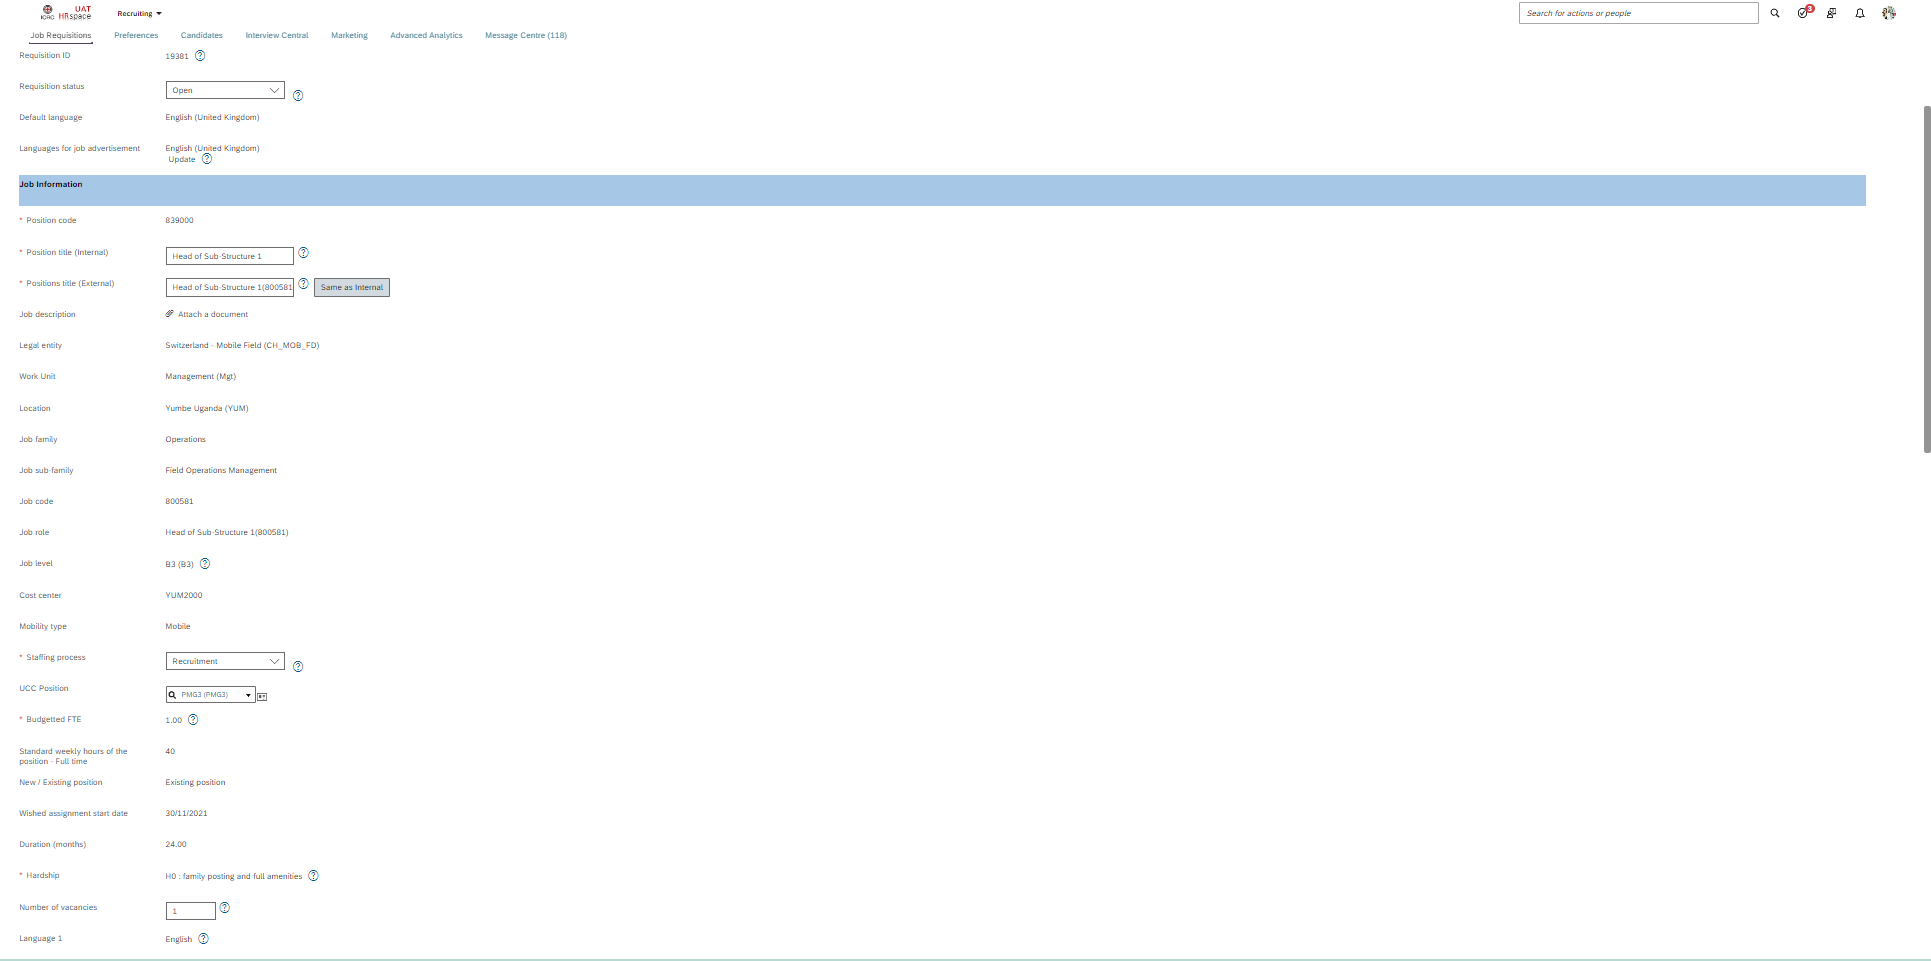 ICRC
UAT
HRspace
Recruiting
Search for actions or people
3
Job Requisitions
Preferences
Candidates
Interview Central
Marketing
Advanced Analytics
Message Centre (118)
Requisition ID
19381
Requisition status
Open
Default language
English (United Kingdom)
Languages for job advertisement
English (United Kingdom)
Update
Job Information
* Position code
839000
* Position title (Internal)
Head of Sub-Structure 1
* Positions title (External)
Head of Sub-Structure 1(800581
Same as Internal
Job description
Attach a document
Legal entity
Switzerland - Mobile Field (CH_MOB_FD)
Work Unit
Management (Mgt)
Location
Yumbe Uganda (YUM)
Job family
Operations
Job sub-family
Field Operations Management
Job code
800581
Job role
Head of Sub-Structure 1(800581)
Job level
B3 (B3)
Cost center
YUM2000
Mobility type
Mobile
* Staffing process
Recruitment
UCC Position
PMG3 (PMG3)
* Budgetted FTE
1.00
Standard weekly hours of the
position - Full time
40
New / Existing position
Existing position
Wished assignment start date
30/11/2021
Duration (months)
24.00
* Hardship
H0 : family posting and full amenities
Number of vacancies
1
Language 1
English